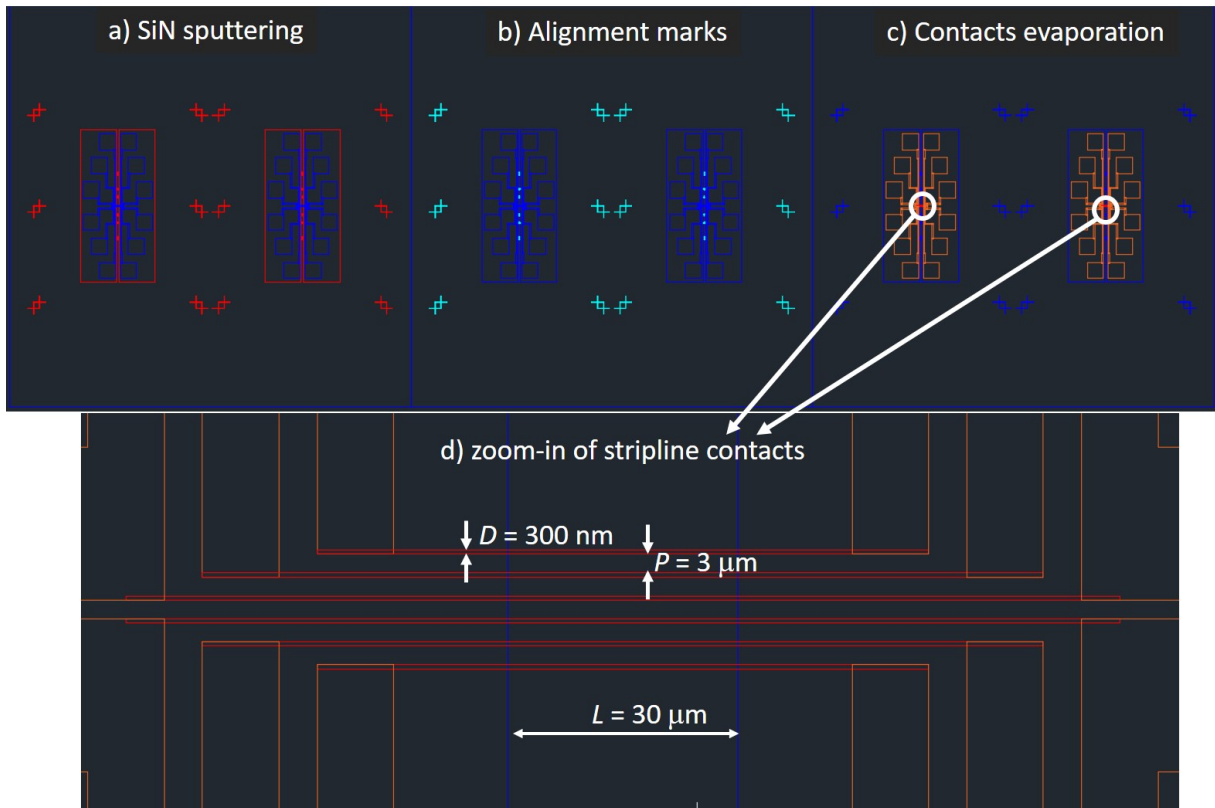 a) SiN sputtering
b) Alignment marks
c) Contacts evaporation
d) zoom-in of stripline contacts
D = 300 nm
P = 3 μm
L = 30 μm